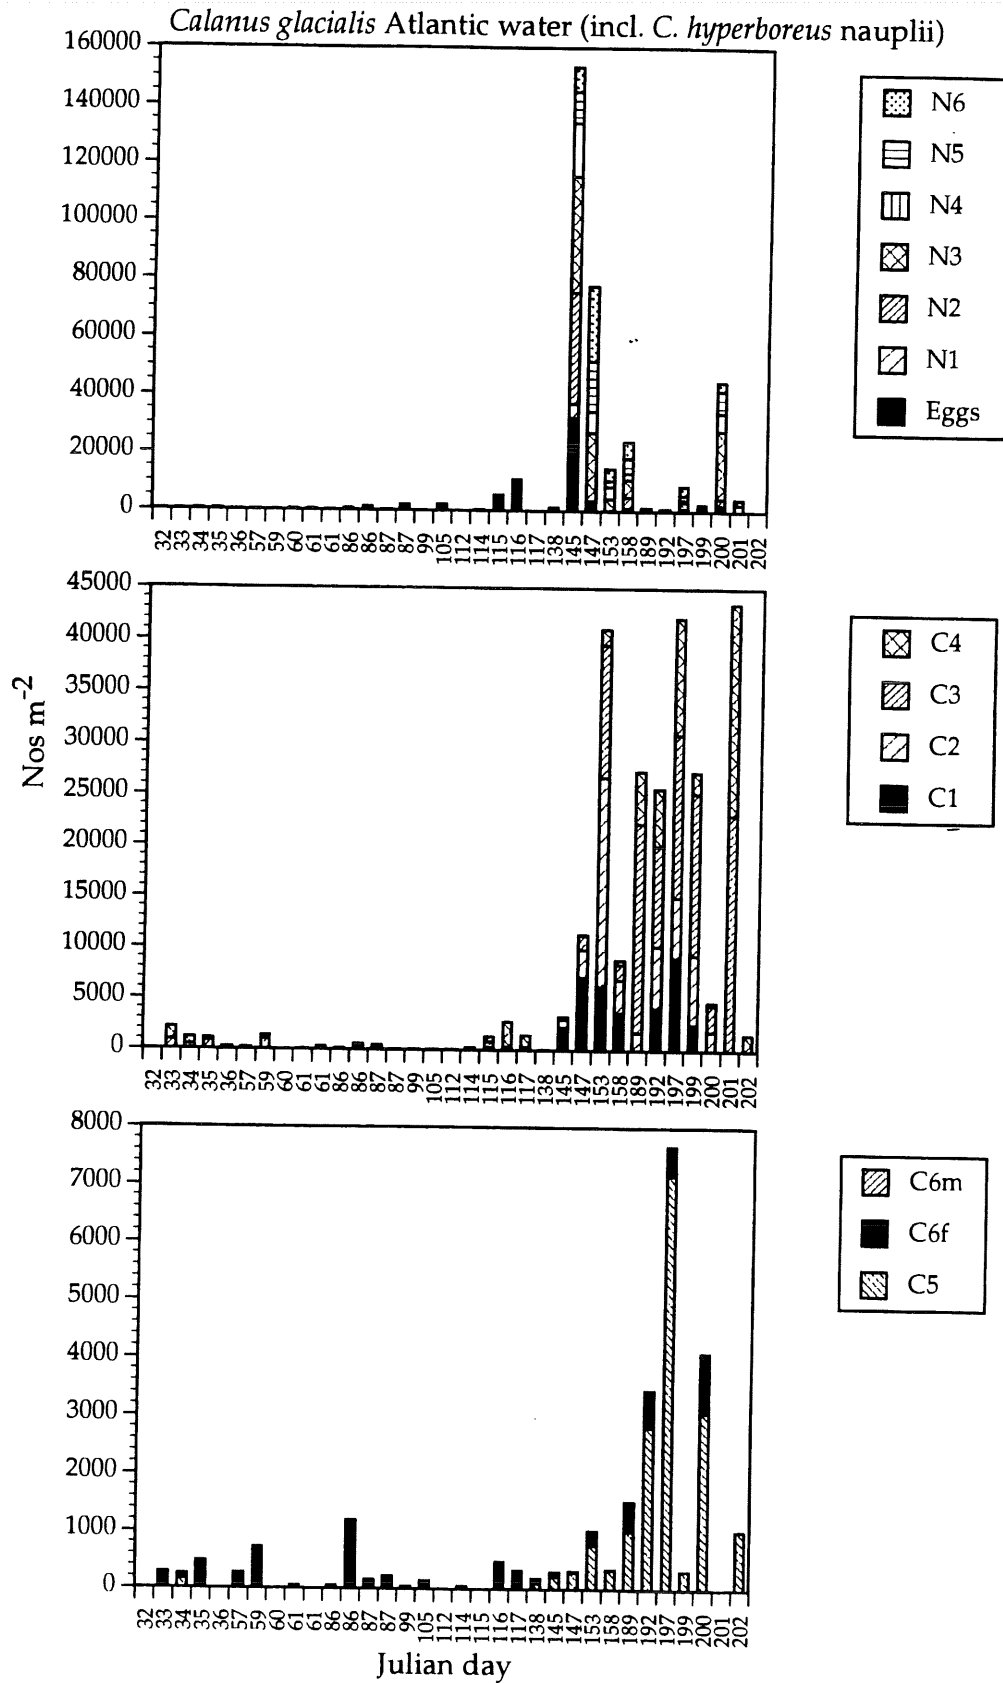 Calanus glacialis Atlantic water (incl. C. hyperboreus nauplii)
160000
140000
120000
100000
80000
60000
40000
20000
0
32 33 34 35 36 57 59 60 61 61 86 86 87 87 99 105 112 114 115 116 117 138 145 147 153 158 189 192 197 199 200 201 202
N6
N5
N4
N3
N2
N1
Eggs
Nos m⁻²
45000
40000
35000
30000
25000
20000
15000
10000
5000
0
32 33 34 35 36 57 59 60 61 61 86 86 87 87 99 105 112 114 115 116 117 138 145 147 153 158 189 192 197 199 200 201 202
C4
C3
C2
C1
8000
7000
6000
5000
4000
3000
2000
1000
0
32 33 34 35 36 57 59 60 61 61 86 86 87 87 99 105 112 114 115 116 117 138 145 147 153 158 189 192 197 199 200 201 202
C6m
C6f
C5
Julian day